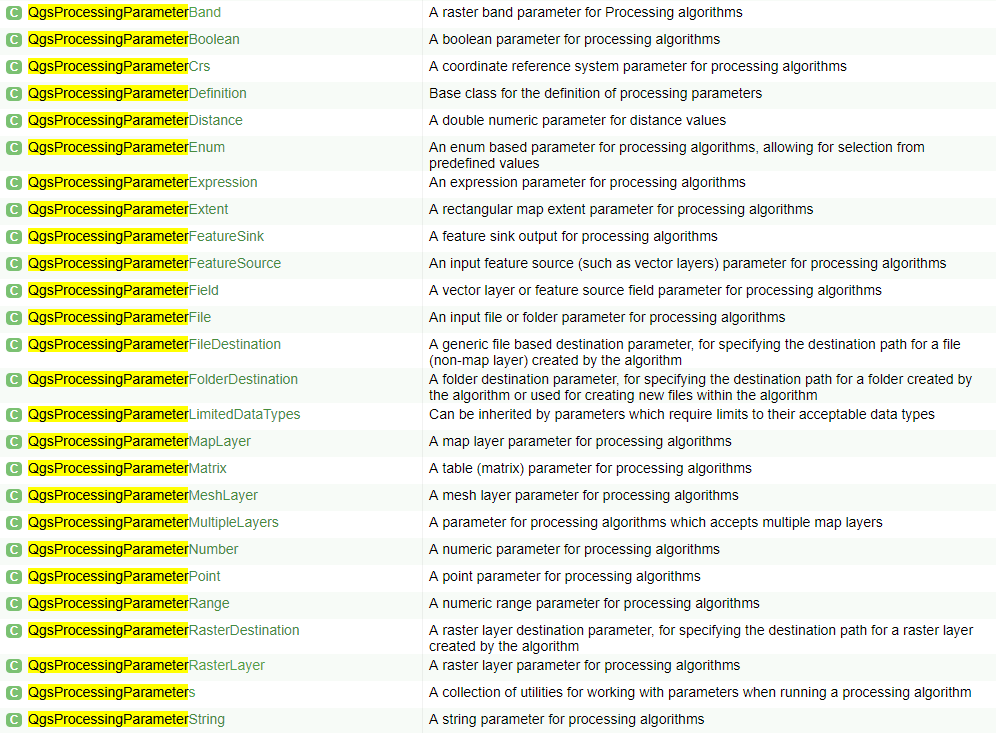 C QgsProcessingParameterBand A raster band parameter for Processing algorithms
C QgsProcessingParameterBoolean A boolean parameter for processing algorithms
C QgsProcessingParameterCrs A coordinate reference system parameter for processing algorithms
C QgsProcessingParameterDefinition Base class for the definition of processing parameters
C QgsProcessingParameterDistance A double numeric parameter for distance values
C QgsProcessingParameterEnum An enum based parameter for processing algorithms, allowing for selection from
predefined values
C QgsProcessingParameterExpression An expression parameter for processing algorithms
C QgsProcessingParameterExtent A rectangular map extent parameter for processing algorithms
C QgsProcessingParameterFeatureSink A feature sink output for processing algorithms
C QgsProcessingParameterFeatureSource An input feature source (such as vector layers) parameter for processing algorithms
C QgsProcessingParameterField A vector layer or feature source field parameter for processing algorithms
C QgsProcessingParameterFile An input file or folder parameter for processing algorithms
C QgsProcessingParameterFileDestination A generic file based destination parameter, for specifying the destination path for a file
(non-map layer) created by the algorithm
C QgsProcessingParameterFolderDestination A folder destination parameter, for specifying the destination path for a folder created by
the algorithm or used for creating new files within the algorithm
C QgsProcessingParameterLimitedDataTypes Can be inherited by parameters which require limits to their acceptable data types
C QgsProcessingParameterMapLayer A map layer parameter for processing algorithms
C QgsProcessingParameterMatrix A table (matrix) parameter for processing algorithms
C QgsProcessingParameterMeshLayer A mesh layer parameter for processing algorithms
C QgsProcessingParameterMultipleLayers A parameter for processing algorithms which accepts multiple map layers
C QgsProcessingParameterNumber A numeric parameter for processing algorithms
C QgsProcessingParameterPoint A point parameter for processing algorithms
C QgsProcessingParameterRange A numeric range parameter for processing algorithms
C QgsProcessingParameterRasterDestination A raster layer destination parameter, for specifying the destination path for a raster layer
created by the algorithm
C QgsProcessingParameterRasterLayer A raster layer parameter for processing algorithms
C QgsProcessingParameters A collection of utilities for working with parameters when running a processing algorithm
C QgsProcessingParameterString A string parameter for processing algorithms